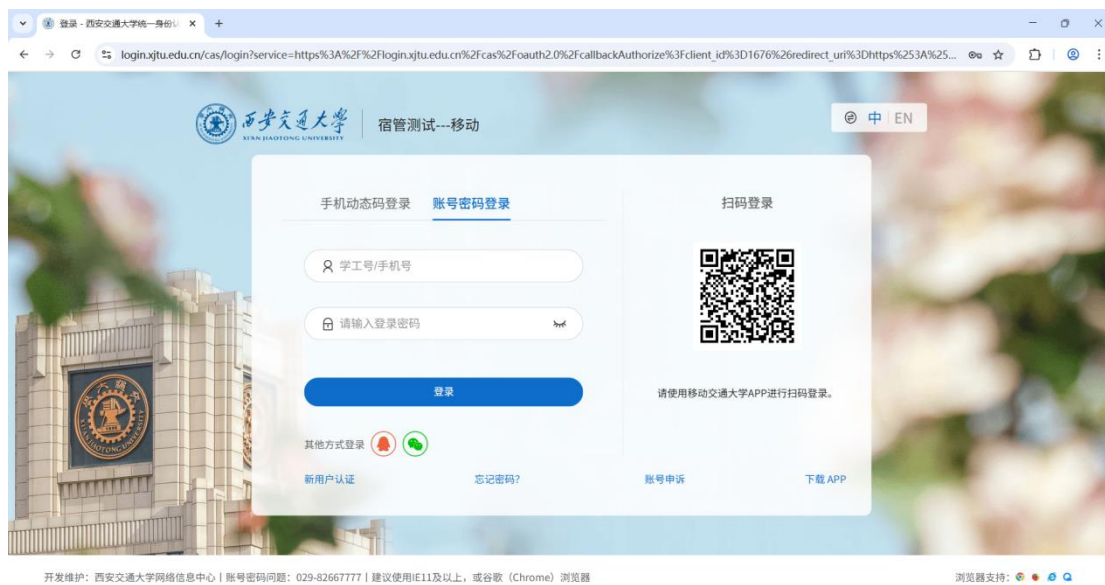 登录 - 西安交通大学统一身份认
login.xjtu.edu.cn/cas/login?service=https%3A%2F%2Flogin.xjtu.edu.cn%2Fcas%2Foauth2.0%2FcallbackAuthorize%3Fclient_id%3D1676%26redirect_uri%3Dhttps%253A%25...
西安交通大学 宿管测试---移动 中 EN
XI'AN JIAOTONG UNIVERSITY
手机动态码登录 账号密码登录 扫码登录
学工号/手机号
请输入登录密码
登录 请使用移动交通大学APP进行扫码登录。
其他方式登录
新用户认证 忘记密码? 账号申诉 下载 APP
开发维护：西安交通大学网络信息中心 | 账号密码问题：029-82667777 | 建议使用IE11及以上，或谷歌（Chrome）浏览器 浏览器支持：